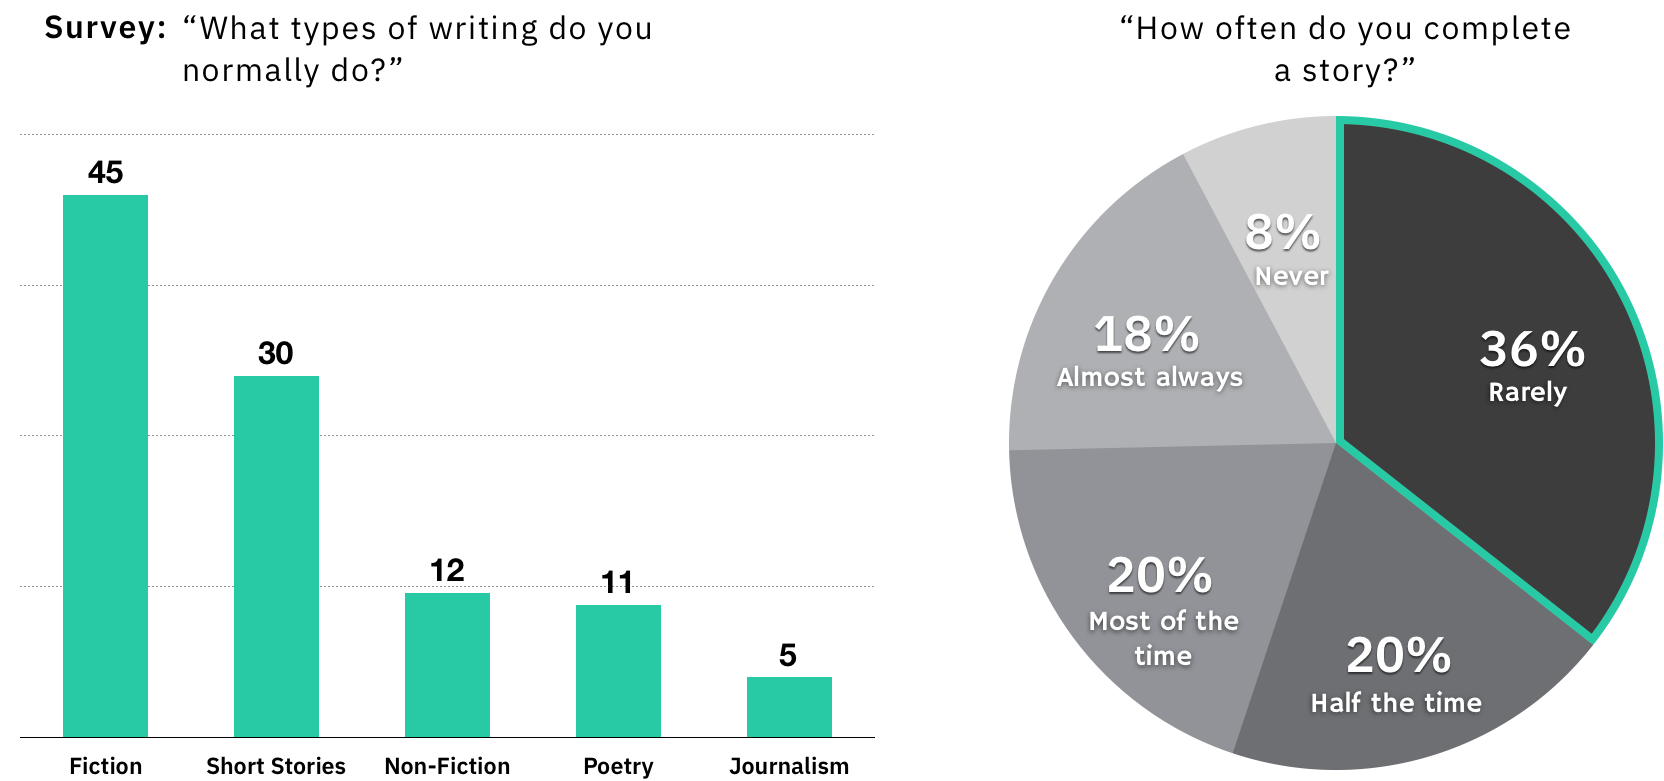 Survey: “What types of writing do you
normally do?”
45
30
12
11
5
Fiction
Short Stories
Non-Fiction
Poetry
Journalism
“How often do you complete
a story?”
8%
Never
36%
Rarely
18%
Almost always
20%
Most of the
time
20%
Half the time